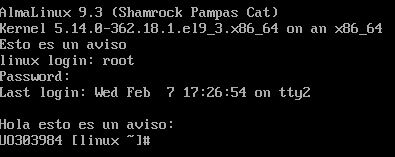 AlmaLinux 9.3 (Shamrock Pampas Cat)
Kernel 5.14.0-362.18.1.el9_3.x86_64 on an x86_64
Esto es un aviso
linux login: root
Password:
Last login: Wed Feb  7 17:26:54 on tty2
Hola esto es un aviso:
UO303984 [linux ~]#